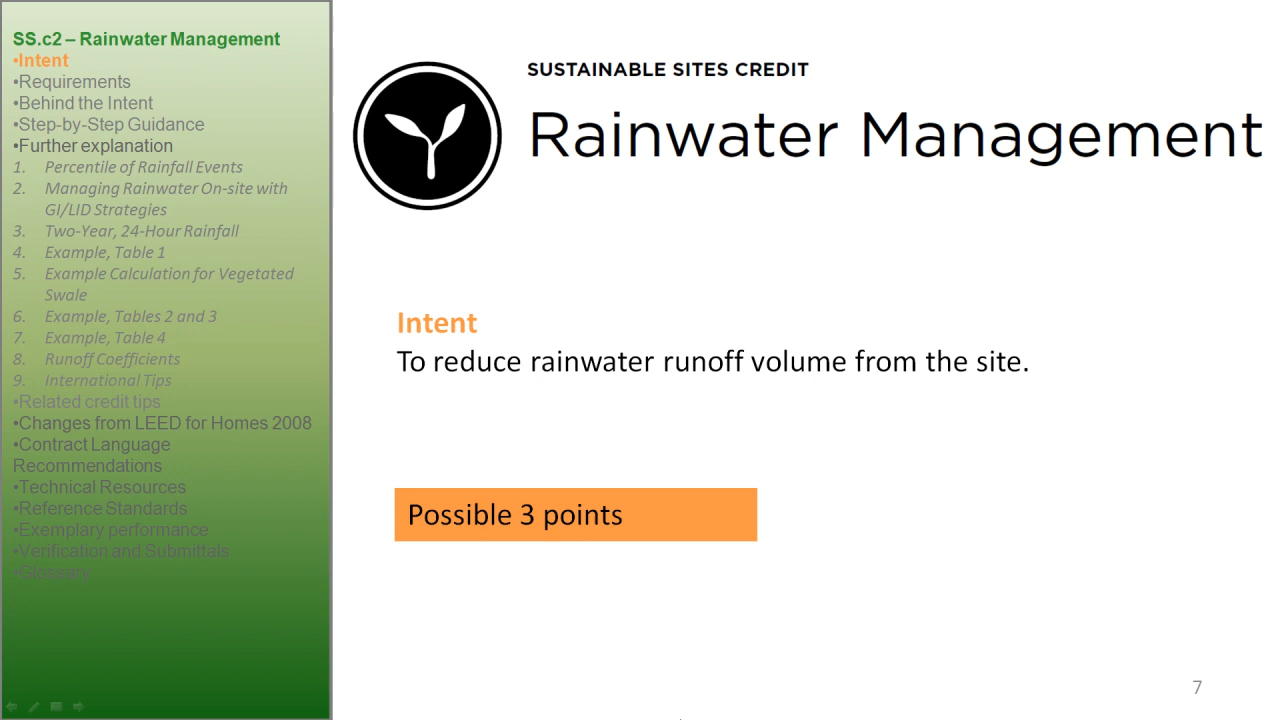 SS.c2 – Rainwater Management
•Intent
•Requirements
•Behind the Intent
•Step-by-Step Guidance
•Further explanation
1. Percentile of Rainfall Events
2. Managing Rainwater On-site with
GI/LID Strategies
3. Two-Year, 24-Hour Rainfall
4. Example, Table 1
5. Example Calculation for Vegetated
Swale
6. Example, Tables 2 and 3
7. Example, Table 4
8. Runoff Coefficients
9. International Tips
•Related credit tips
•Changes from LEED for Homes 2008
•Contract Language
Recommendations
•Technical Resources
•Reference Standards
•Exemplary performance
•Verification and Submittals
•Glossary
SUSTAINABLE SITES CREDIT
Rainwater Management
Intent
To reduce rainwater runoff volume from the site.
Possible 3 points
7